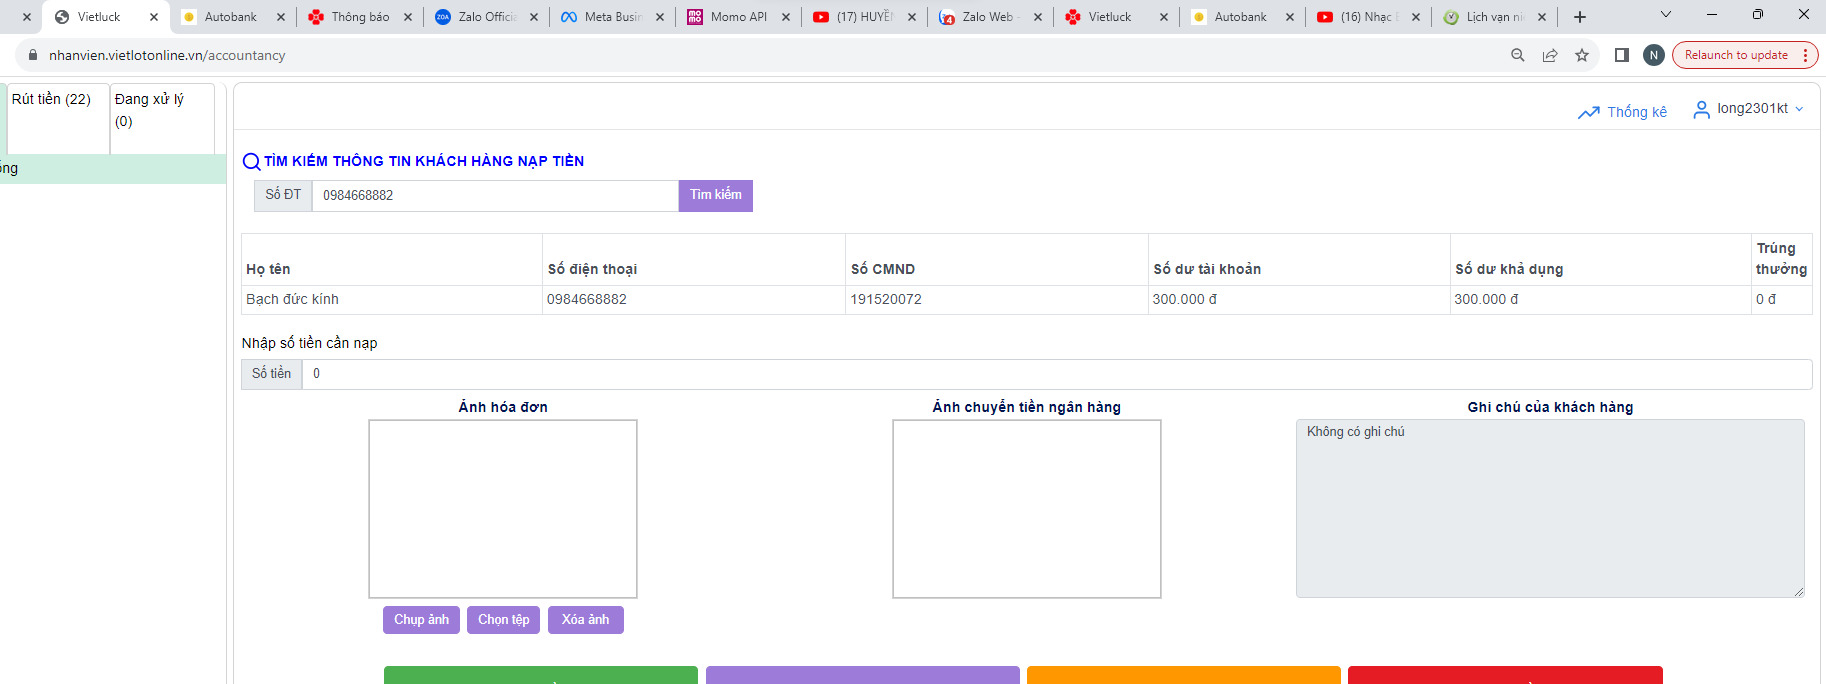 Vietluck
Autobank
Thông báo
Zalo Offici
Meta Busin
Momo API
(17) HUYỀN
Zalo Web -
Vietluck
Autobank
(16) Nhạc
Lịch vạn ni
nhanvien.vietlotonline.vn/accountancy
N
Relaunch to update
Rút tiền (22)
Đang xử lý
(0)
Thống kê
long2301kt
TÌM KIẾM THÔNG TIN KHÁCH HÀNG NẠP TIỀN
Số ĐT
0984668882
Tìm kiếm
Họ tên
Số điện thoại
Số CMND
Số dư tài khoản
Số dư khả dụng
Trúng
thưởng
Bạch đức kính
0984668882
191520072
300.000 đ
300.000 đ
0 đ
Nhập số tiền cần nạp
Số tiền
0
Ảnh hóa đơn
Ảnh chuyển tiền ngân hàng
Ghi chú của khách hàng
Không có ghi chú
Chụp ảnh
Chọn tệp
Xóa ảnh